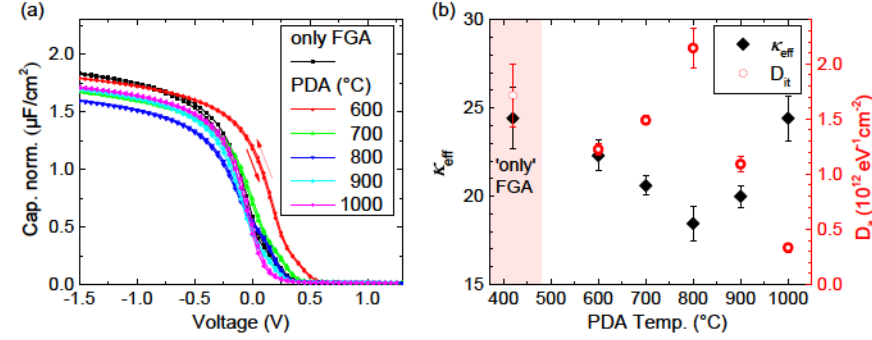 (a)
2.0
1.5
1.0
0.5
0.0
Cap. norm. (µF/cm²)
-1.5 -1.0 -0.5 0.0 0.5 1.0
Voltage (V)
only FGA
PDA (°C)
600
700
800
900
1000
(b)
30
25
20
15
κeff
400 500 600 700 800 900 1000
PDA Temp. (°C)
'only'
FGA
κeff
Dit
2.0
1.5
1.0
0.5
0.0
(10¹² eV⁻¹cm⁻²)